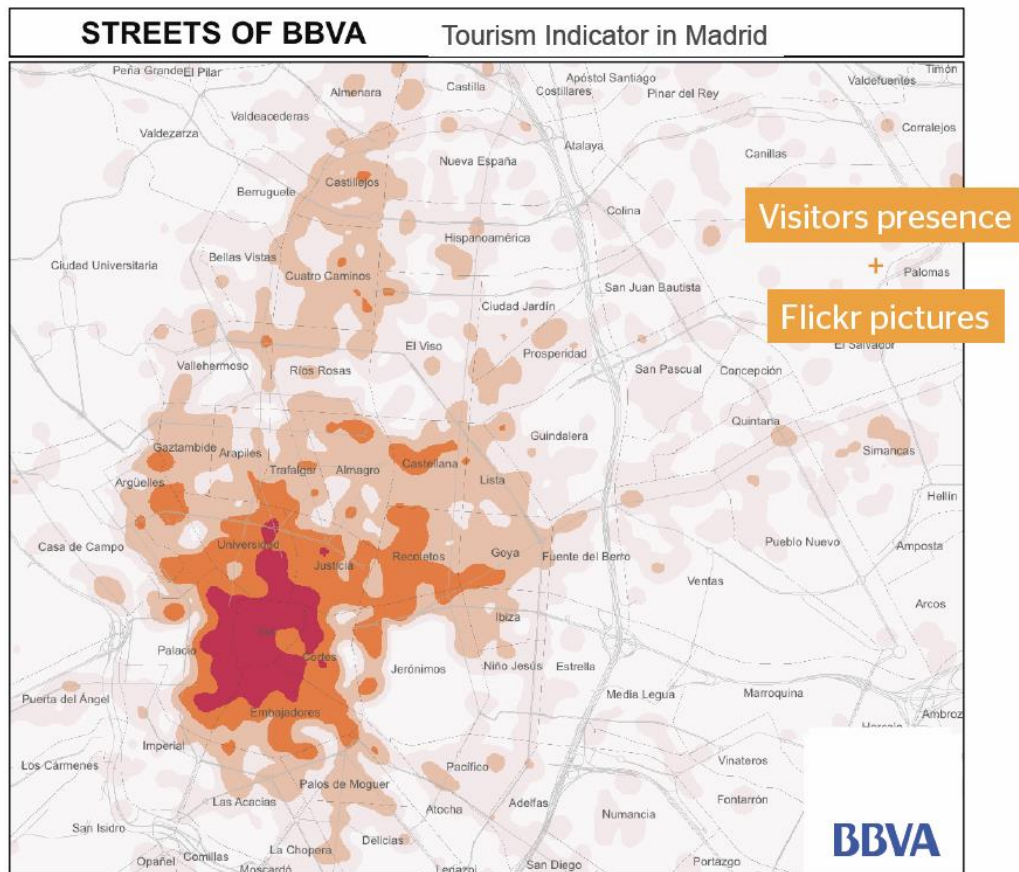 STREETS OF BBVA Tourism Indicator in Madrid
Peña Grande El Pilar
Apóstol Santiago
Timón
Almenara
Castilla
Costillares
Pinar del Rey
Valdefuentes
Valdeacederas
Valdezarza
Corralejos
Atalaya
Nueva España
Canillas
Castillejos
Berruguete
Colina
Visitors presence
Hispanoamérica
Bellas Vistas
Ciudad Universitaria
Cuatro Caminos
+
Palomas
San Juan Bautista
Ciudad Jardín
Flickr pictures
El Viso
El Salvador
Prosperidad
Vallehermoso
Ríos Rosas
San Pascual
Concepción
Quintana
Guindalera
Gaztambide
Arapiles
Simancas
Trafalgar
Almagro
Castellana
Argüelles
Lista
Hellín
Casa de Campo
Universidad
Justicia
Recoletos
Goya
Fuente del Berro
Pueblo Nuevo
Amposta
Ventas
Arcos
Ibiza
Palacio
Cortes
Jerónimos
Niño Jesús
Estrella
Puerta del Ángel
Media Legua
Marroquina
Embajadores
Ambroz
Imperial
Los Cármenes
Pacífico
Vinateros
Palos de Moguer
Las Acacias
Atocha
Adelfas
Numancia
Fontarrón
San Isidro
Delicias
La Chopera
Opañel
Comillas
Moscardó
Legazpi
San Diego
Portazgo
BBVA